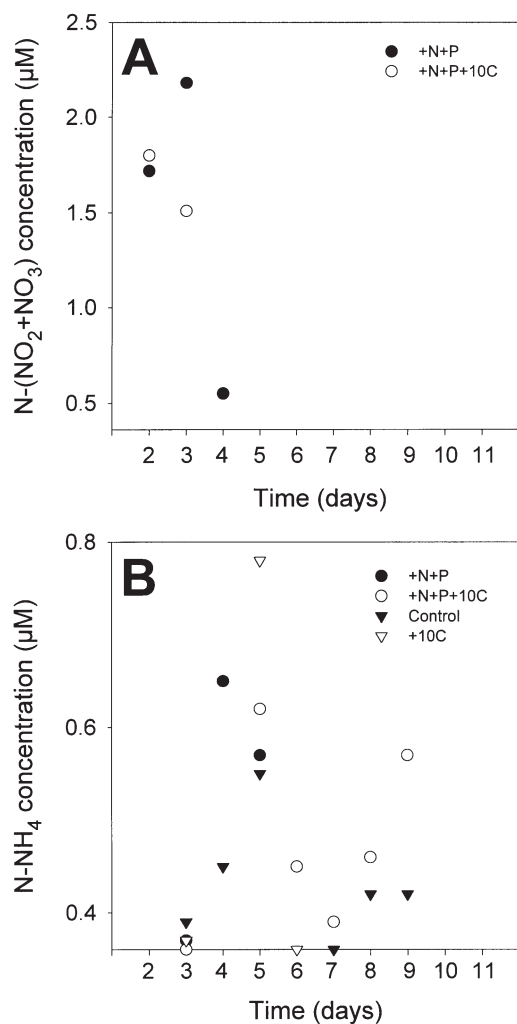 A
+N+P
+N+P+10C
N-(NO2+NO3) concentration (µM)
2.5
2.0
1.5
1.0
0.5
2 3 4 5 6 7 8 9 10 11
Time (days)
B
+N+P
+N+P+10C
Control
+10C
N-NH4 concentration (µM)
0.8
0.6
0.4
2 3 4 5 6 7 8 9 10 11
Time (days)